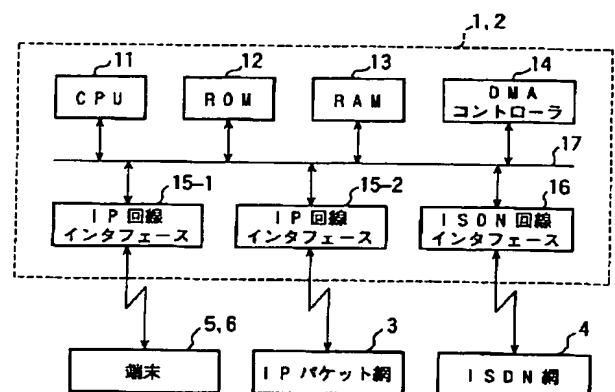 1, 2
11
12
13
14
CPU
ROM
RAM
DMA
コントローラ
17
15-1
15-2
16
IP回線
インタフェース
IP回線
インタフェース
ISDN回線
インタフェース
5, 6
3
4
端末
IPパケット網
ISDN網